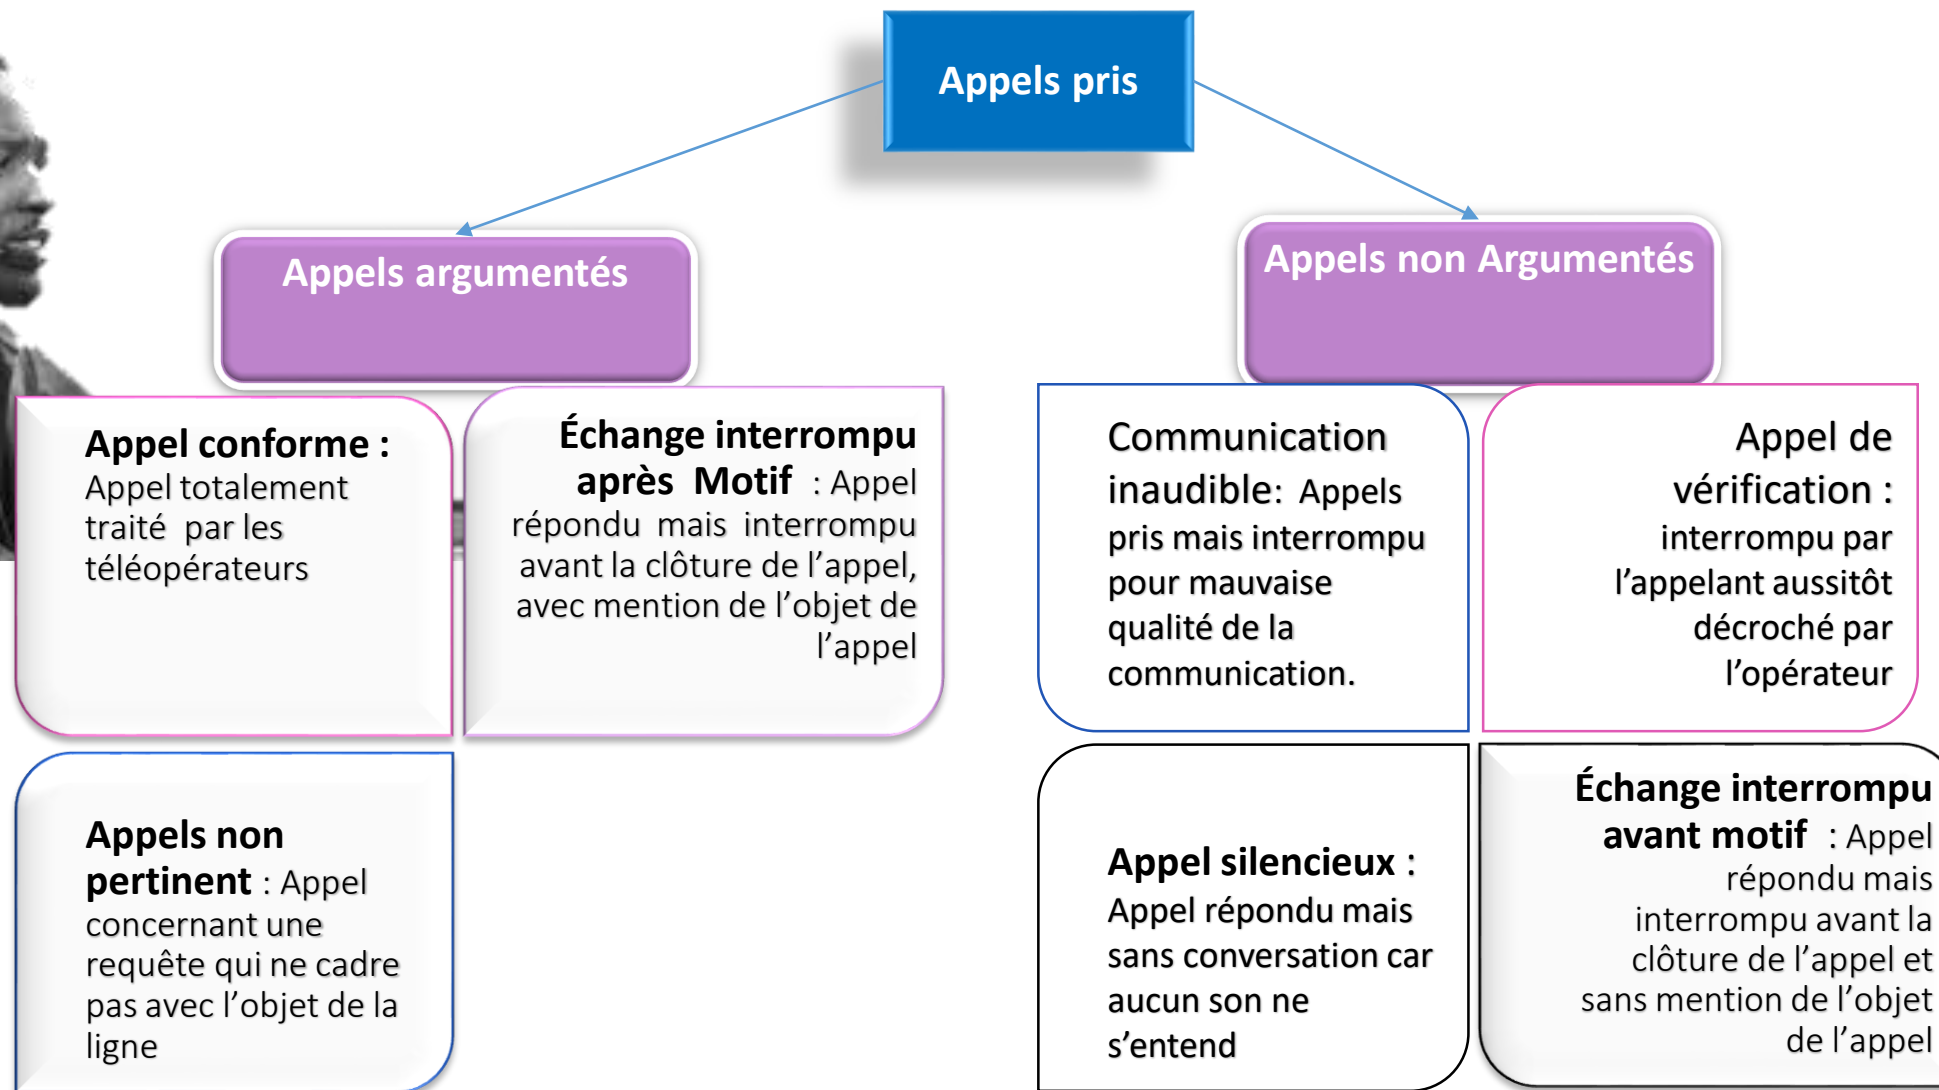 Appels pris
Appels argumentés
Appels non Argumentés
Appel conforme :
Appel totalement
traité par les
téléopérateurs
Échange interrompu
après Motif : Appel
répondu mais interrompu
avant la clôture de l’appel,
avec mention de l’objet de
l’appel
Appels non
pertinent : Appel
concernant une
requête qui ne cadre
pas avec l’objet de la
ligne
Communication
inaudible: Appels
pris mais interrompu
pour mauvaise
qualité de la
communication.
Appel de
vérification :
interrompu par
l’appelant aussitôt
décroché par
l’opérateur
Appel silencieux :
Appel répondu mais
sans conversation car
aucun son ne
s’entend
Échange interrompu
avant motif : Appel
répondu mais
interrompu avant la
clôture de l’appel et
sans mention de l’objet
de l’appel